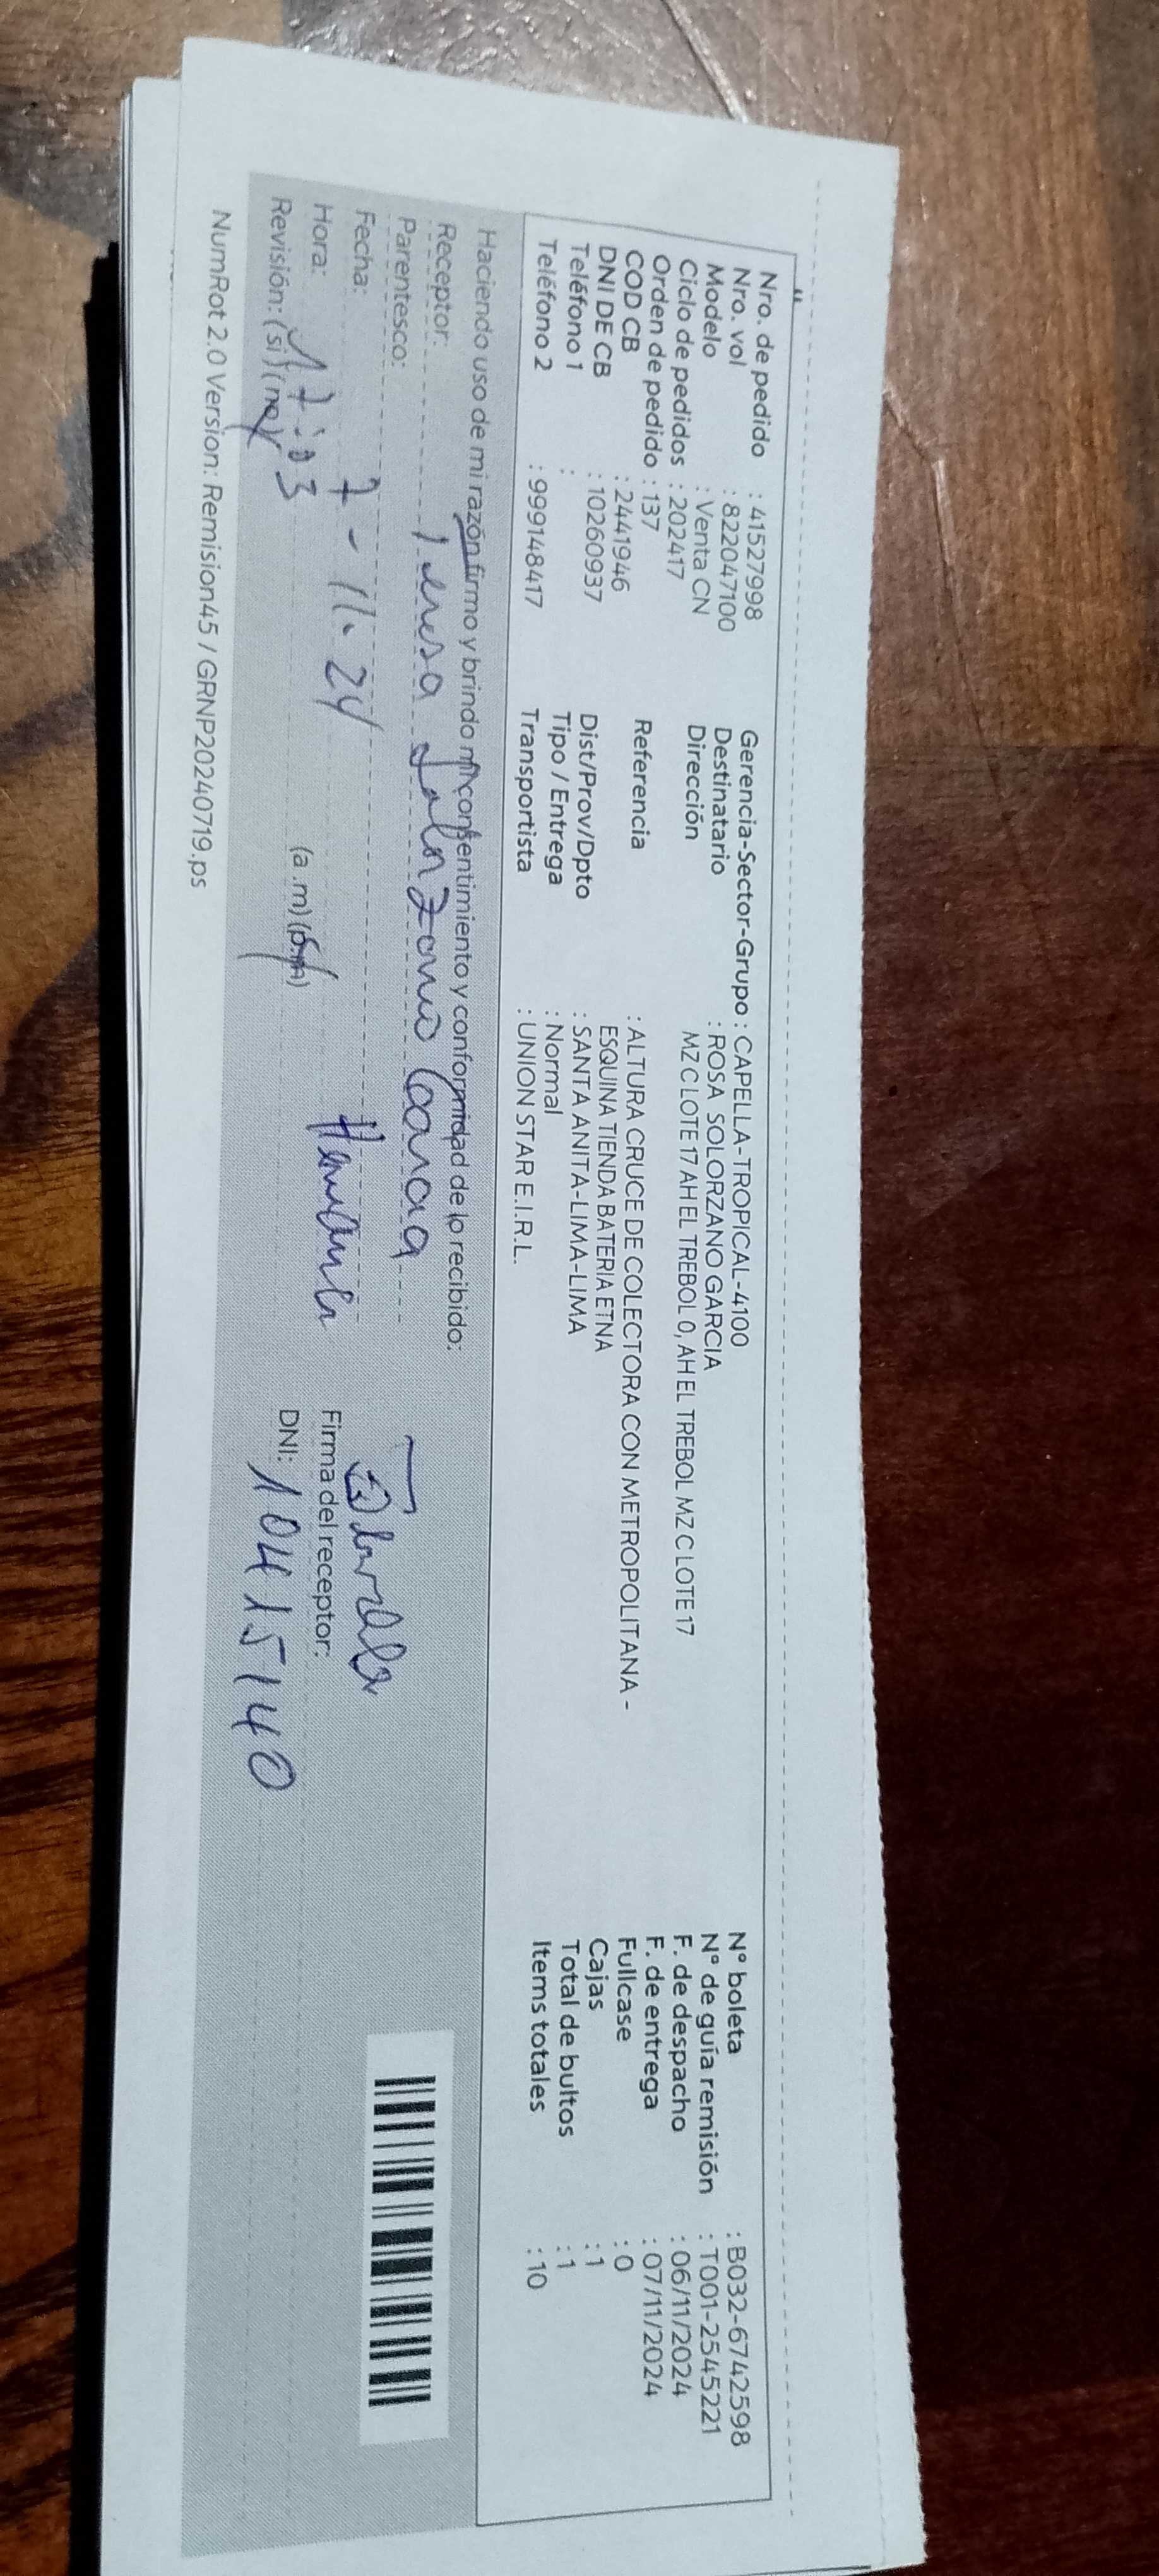 Nro. de pedido : 41527998
Nro. vol : 822047100
Modelo : Venta CN
Ciclo de pedidos : 202417
Orden de pedido : 137
COD CB : 2441946
DNI DE CB : 10260937
Teléfono 1 :
Teléfono 2 : 999148417
Gerencia-Sector-Grupo : CAPELLA-TROPICAL-4100
Destinatario : ROSA SOLORZANO GARCIA
Dirección MZ C LOTE 17 AH EL TREBOL 0, AH EL TREBOL MZ C LOTE 17
Referencia : ALTURA CRUCE DE COLECTORA CON METROPOLITANA -
ESQUINA TIENDA BATERIA ETNA
Dist/Prov/Dpto : SANTA ANITA-LIMA-LIMA
Tipo / Entrega : Normal
Transportista : UNION STAR E.I.R.L.
N° boleta : B032-6742598
N° de guía remisión : T001-2545221
F. de despacho : 06/11/2024
F. de entrega : 07/11/2024
Fullcase : 0
Cajas : 1
Total de bultos : 1
Items totales : 10
Haciendo uso de mi razón firmo y brindo mi consentimiento y conformidad de lo recibido:
Receptor:
Parentesco: Hermana
Fecha: 7-11-24
Hora: 17:03 (a.m) (p.m)
Revisión: (si) (no)
Firma del receptor:
DNI: 10415140
NumRot 2.0 Version: Remision45 / GRNP20240719.ps